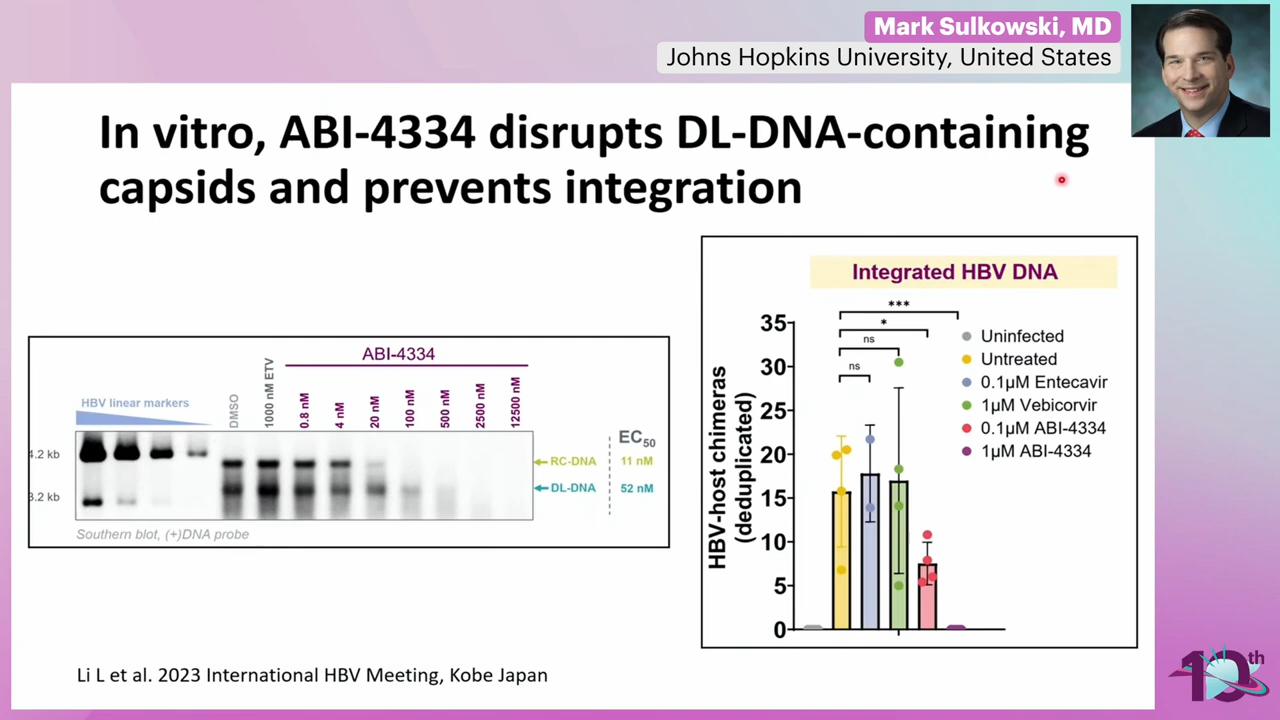 Mark Sulkowski, MD
Johns Hopkins University, United States
In vitro, ABI-4334 disrupts DL-DNA-containing
capsids and prevents integration
HBV linear markers
DMSO
1000 nM ETV
ABI-4334
0.8 nM
4 nM
20 nM
100 nM
500 nM
2500 nM
12500 nM
EC50
4.2 kb
RC-DNA
11 nM
3.2 kb
DL-DNA
52 nM
Southern blot, (+)DNA probe
Integrated HBV DNA
HBV-host chimeras
(deduplicated)
35
30
25
20
15
10
5
0
***
*
ns
ns
Uninfected
Untreated
0.1µM Entecavir
1µM Vebicorvir
0.1µM ABI-4334
1µM ABI-4334
Li L et al. 2023 International HBV Meeting, Kobe Japan
10th